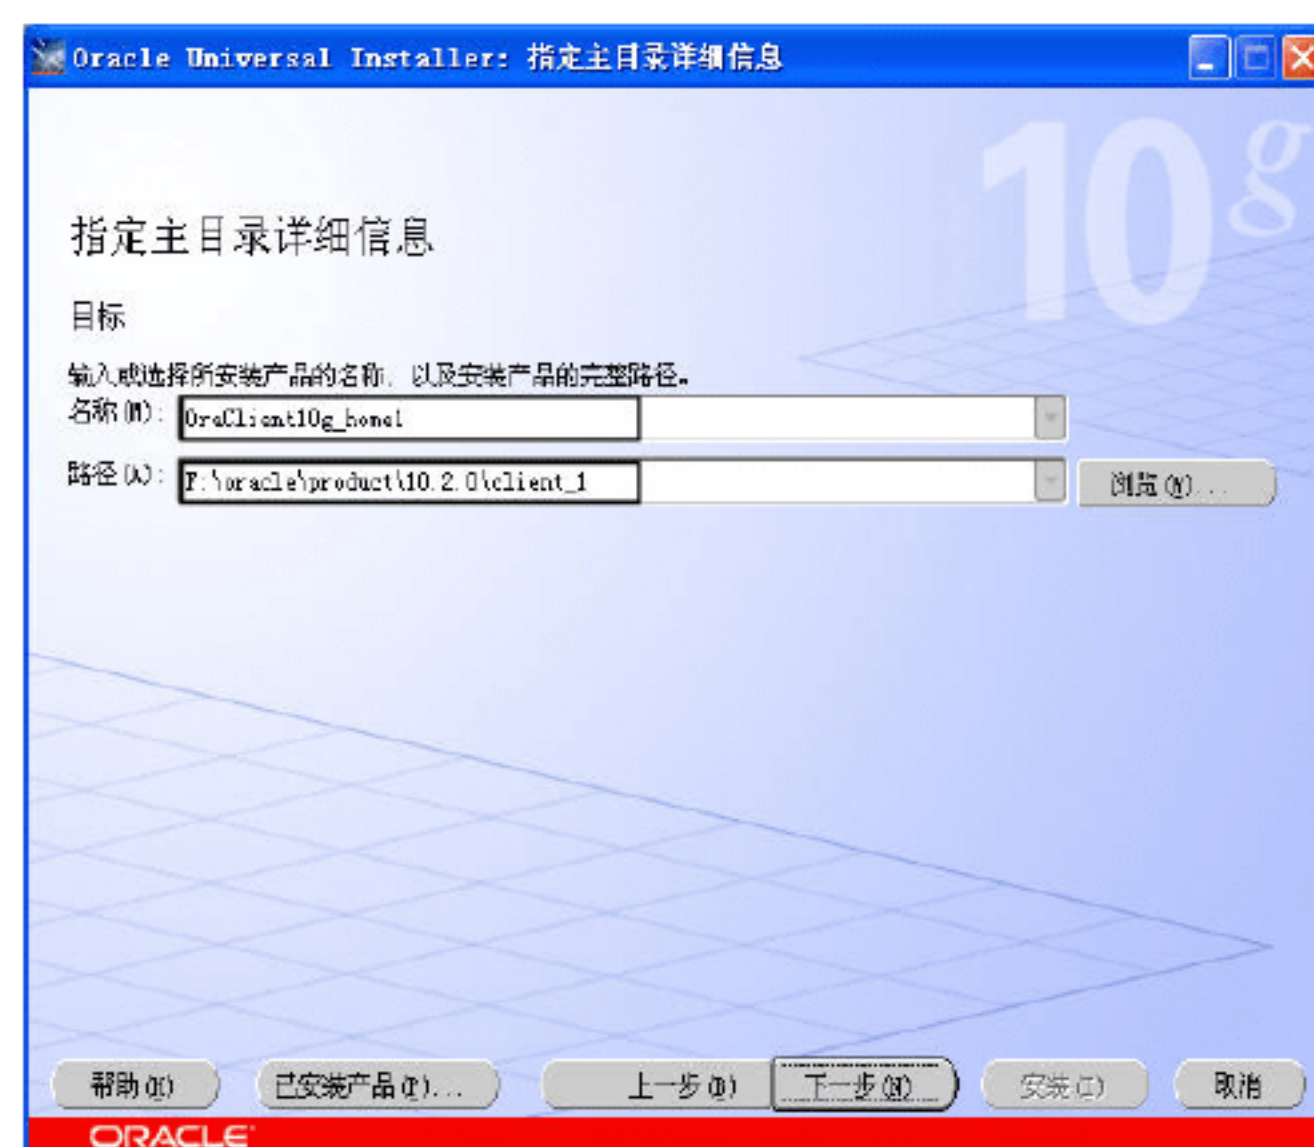 Oracle Universal Installer: 指定主目录详细信息
10g
指定主目录详细信息
目标
输入或选择所安装产品的名称, 以及安装产品的完整路径。
名称(M): OraClient10g_home1
路径(A): F:\oracle\product\10.2.0\client_1 浏览(W)...
帮助(H) 已安装产品(P)... 上一步(B) 下一步(N) 安装(I) 取消
ORACLE